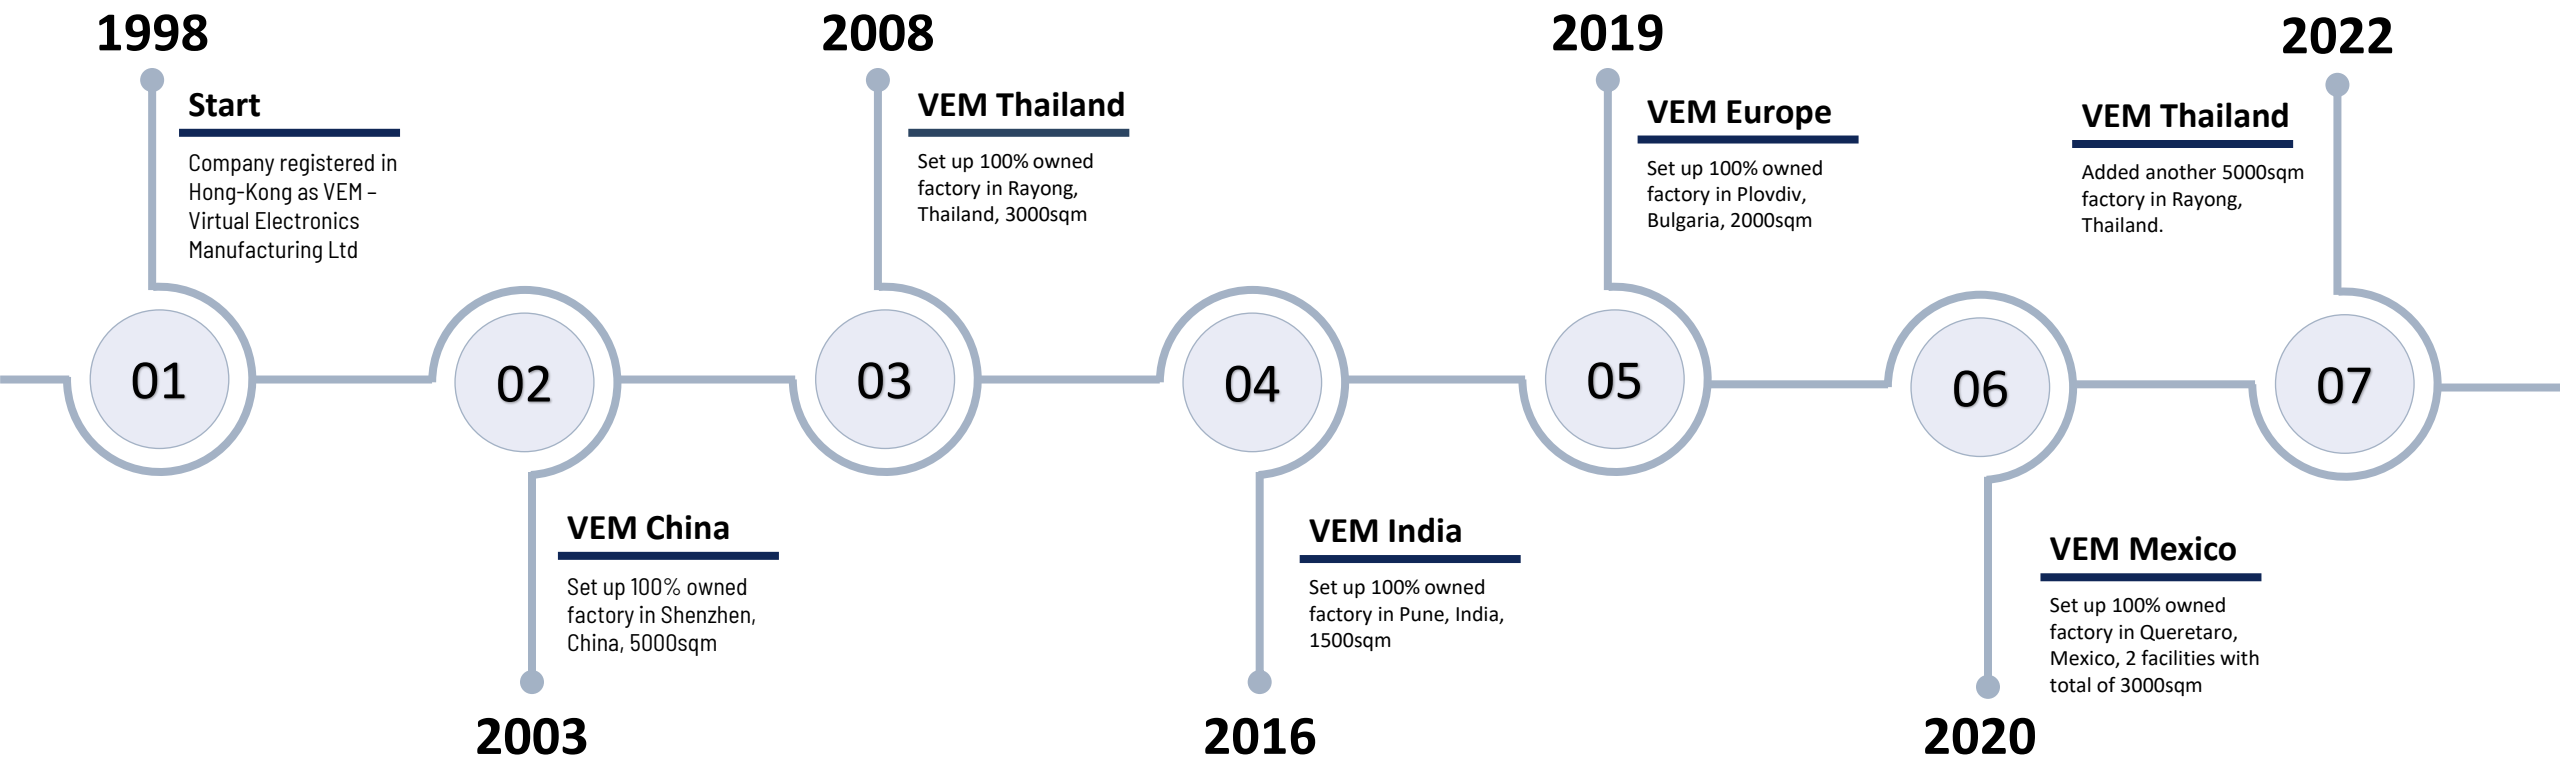 1998
Start
Company registered in
Hong-Kong as VEM –
Virtual Electronics
Manufacturing Ltd
01
02
VEM China
Set up 100% owned
factory in Shenzhen,
China, 5000sqm
2003
2008
VEM Thailand
Set up 100% owned
factory in Rayong,
Thailand, 3000sqm
03
04
VEM India
Set up 100% owned
factory in Pune, India,
1500sqm
2016
2019
VEM Europe
Set up 100% owned
factory in Plovdiv,
Bulgaria, 2000sqm
05
06
VEM Mexico
Set up 100% owned
factory in Queretaro,
Mexico, 2 facilities with
total of 3000sqm
2020
2022
VEM Thailand
Added another 5000sqm
factory in Rayong,
Thailand.
07